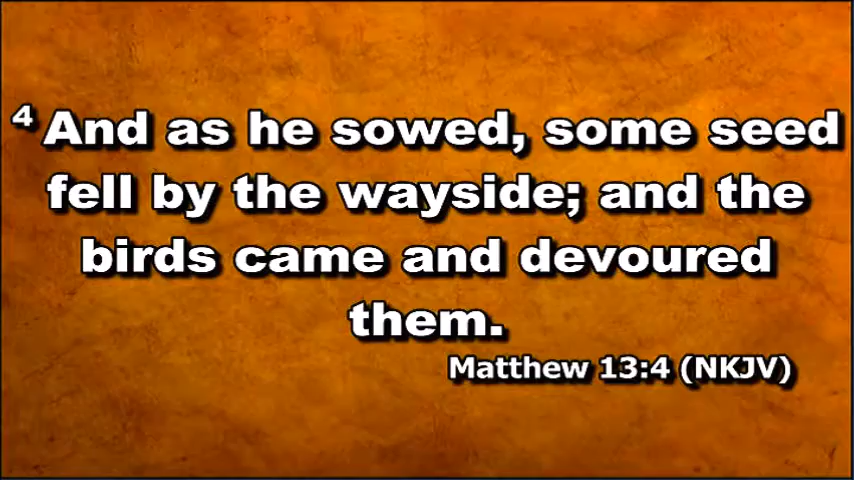 4 And as he sowed, some seed
fell by the wayside; and the
birds came and devoured
them.
Matthew 13:4 (NKJV)